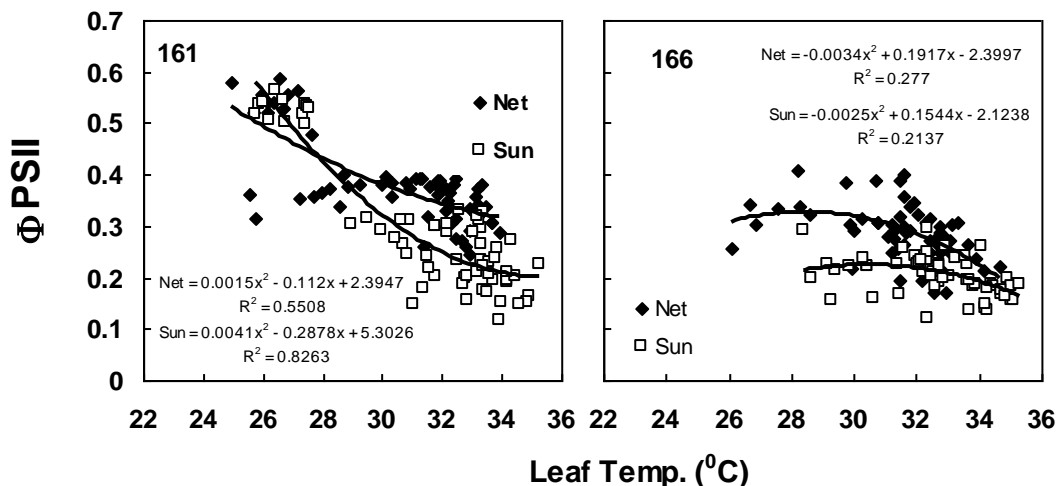 ΦPSII
0.7
0.6
0.5
0.4
0.3
0.2
0.1
0
161
Net
Sun
Net = 0.0015x² - 0.112x + 2.3947
R² = 0.5508
Sun = 0.0041x² - 0.2878x + 5.3026
R² = 0.8263
22 24 26 28 30 32 34 36
166
Net = -0.0034x² + 0.1917x - 2.3997
R² = 0.277
Sun = -0.0025x² + 0.1544x - 2.1238
R² = 0.2137
Net
Sun
22 24 26 28 30 32 34 36
Leaf Temp. (⁰C)